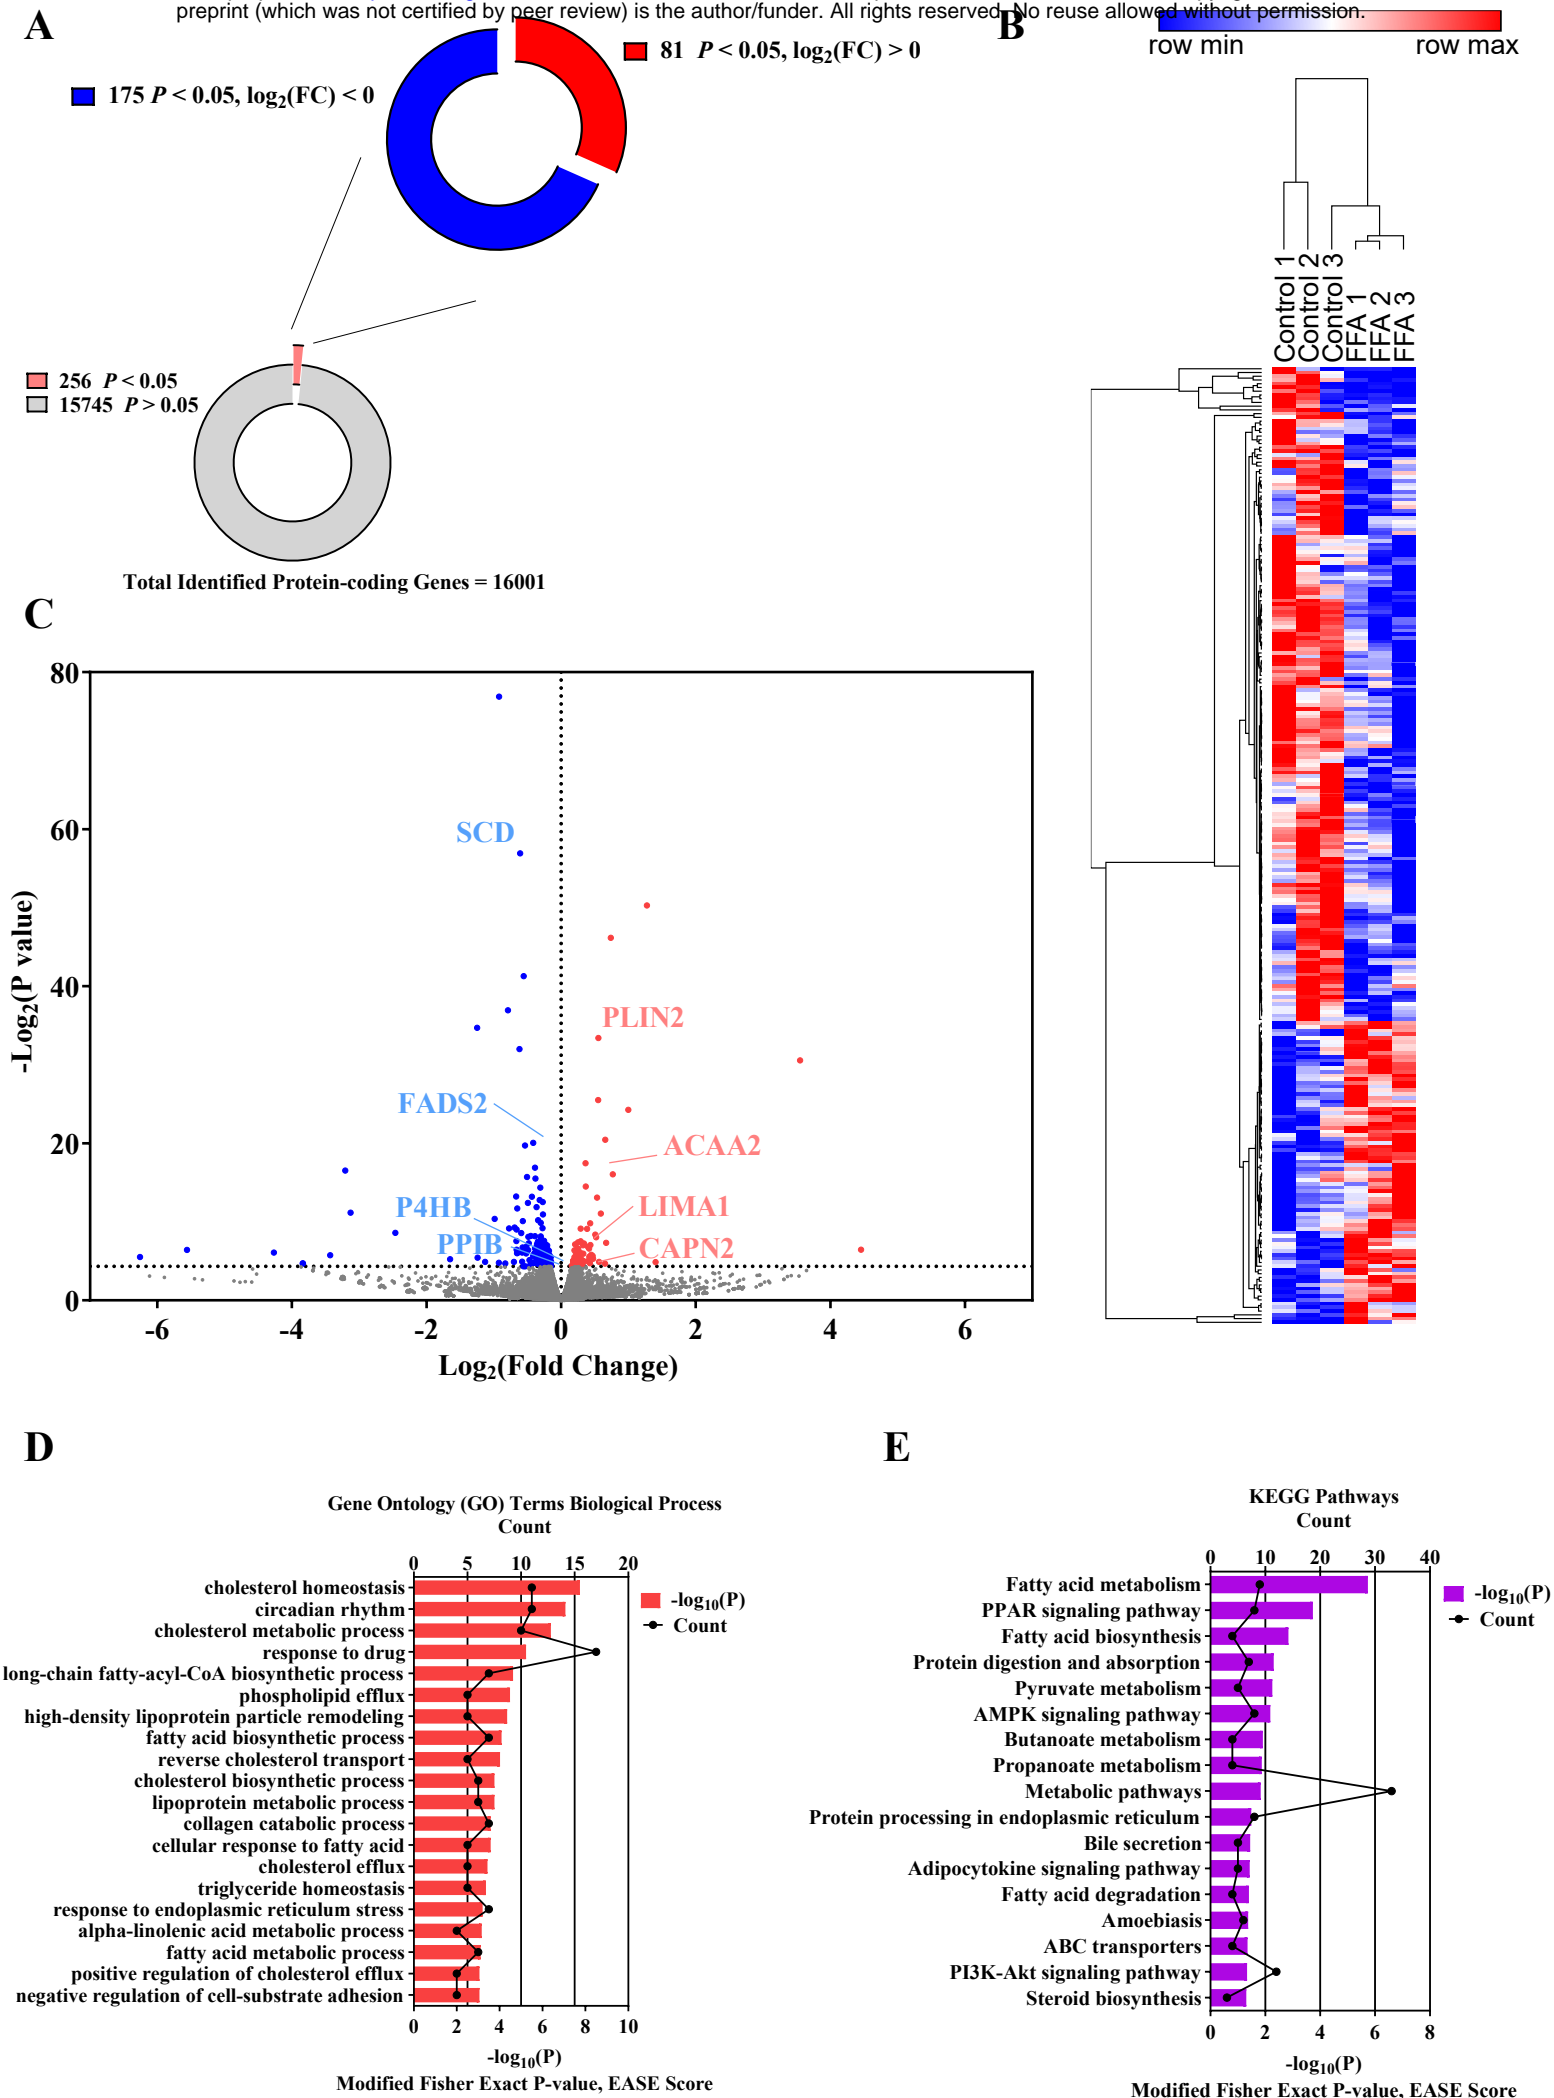 preprint (which was not certified by peer review) is the author/funder. All rights reserved. No reuse allowed without permission.
A
81 P < 0.05, log2(FC) > 0
175 P < 0.05, log2(FC) < 0
256 P < 0.05
15745 P > 0.05
Total Identified Protein-coding Genes = 16001
B
row min
row max
Control 1
Control 2
Control 3
FFA 1
FFA 2
FFA 3
C
80
60
40
20
0
-Log2(P value)
SCD
PLIN2
FADS2
ACAA2
P4HB
LIMA1
PPIB
CAPN2
-6 -4 -2 0 2 4 6
Log2(Fold Change)
D
Gene Ontology (GO) Terms Biological Process
Count
0 5 10 15 20
cholesterol homeostasis
circadian rhythm
cholesterol metabolic process
response to drug
long-chain fatty-acyl-CoA biosynthetic process
phospholipid efflux
high-density lipoprotein particle remodeling
fatty acid biosynthetic process
reverse cholesterol transport
cholesterol biosynthetic process
lipoprotein metabolic process
collagen catabolic process
cellular response to fatty acid
cholesterol efflux
triglyceride homeostasis
response to endoplasmic reticulum stress
alpha-linolenic acid metabolic process
fatty acid metabolic process
positive regulation of cholesterol efflux
negative regulation of cell-substrate adhesion
-log10(P)
Count
0 2 4 6 8 10
-log10(P)
Modified Fisher Exact P-value, EASE Score
E
KEGG Pathways
Count
0 10 20 30 40
Fatty acid metabolism
PPAR signaling pathway
Fatty acid biosynthesis
Protein digestion and absorption
Pyruvate metabolism
AMPK signaling pathway
Butanoate metabolism
Propanoate metabolism
Metabolic pathways
Protein processing in endoplasmic reticulum
Bile secretion
Adipocytokine signaling pathway
Fatty acid degradation
Amoebiasis
ABC transporters
PI3K-Akt signaling pathway
Steroid biosynthesis
-log10(P)
Count
0 2 4 6 8
-log10(P)
Modified Fisher Exact P-value, EASE Score